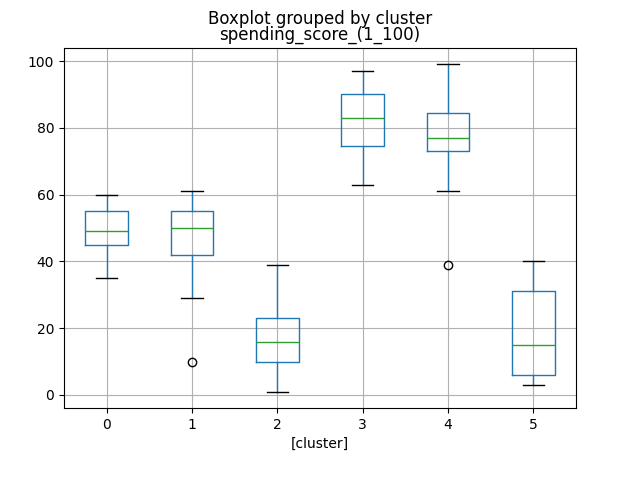 Boxplot grouped by cluster
spending_score_(1_100)
100
80
60
40
20
0
0 1 2 3 4 5
[cluster]